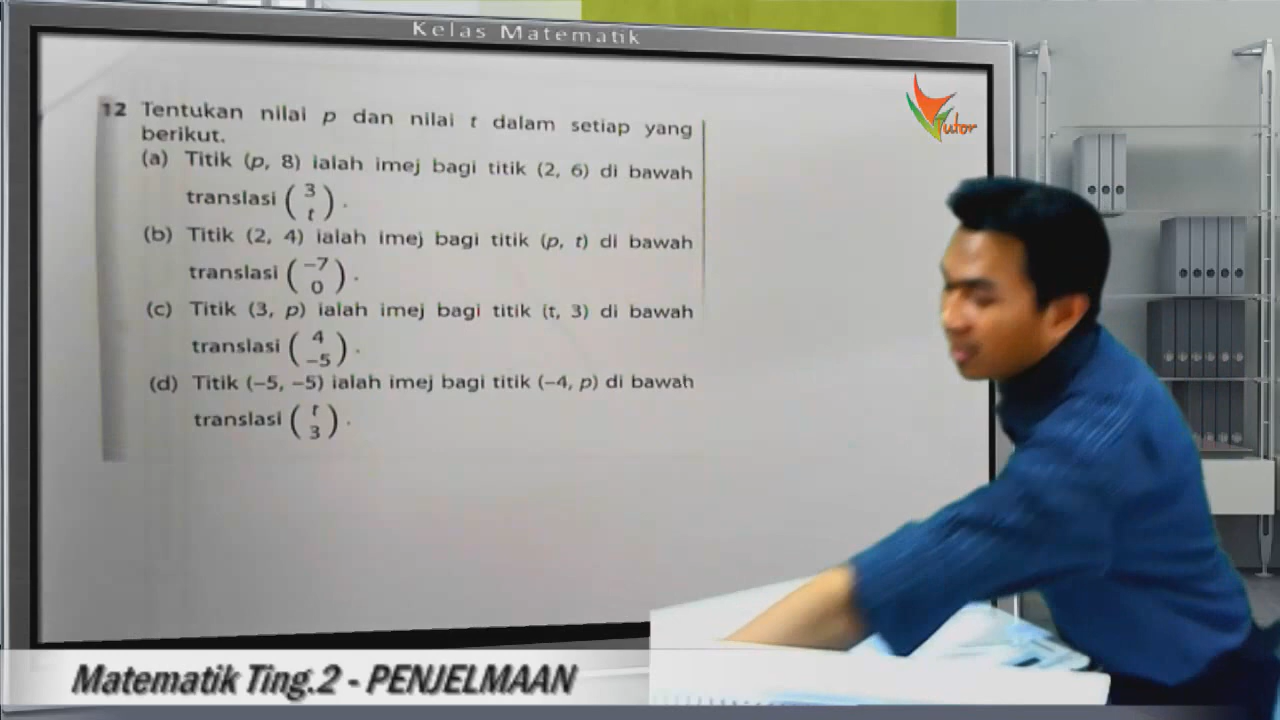 Kelas Matematik
Tutor
12 Tentukan nilai p dan nilai t dalam setiap yang
berikut.
(a) Titik (p, 8) ialah imej bagi titik (2, 6) di bawah
translasi (3 t).
(b) Titik (2, 4) ialah imej bagi titik (p, t) di bawah
translasi (−7 0).
(c) Titik (3, p) ialah imej bagi titik (t, 3) di bawah
translasi (4 −5).
(d) Titik (−5, −5) ialah imej bagi titik (−4, p) di bawah
translasi (t 3).
Matematik Ting.2 - PENJELMAAN